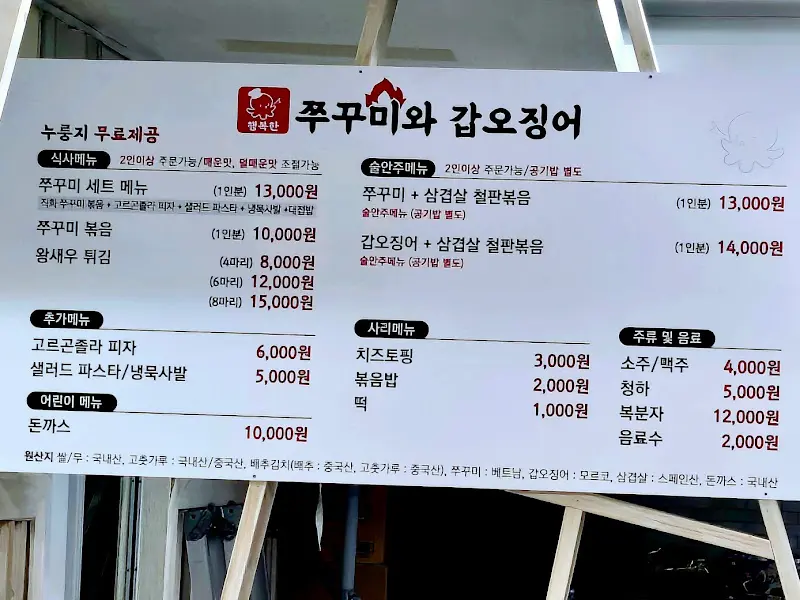 행복한
쭈꾸미와 갑오징어
누룽지 무료제공
식사메뉴 2인이상 주문가능/매운맛, 덜매운맛 조절가능
쭈꾸미 세트 메뉴 (1인분) 13,000원
직화 쭈꾸미 볶음 + 고르곤졸라 피자 + 샐러드 파스타 + 냉묵사발 +대접밥
쭈꾸미 볶음 (1인분) 10,000원
왕새우 튀김 (4마리) 8,000원
(6마리) 12,000원
(8마리) 15,000원
술안주메뉴 2인이상 주문가능/공기밥 별도
쭈꾸미 + 삼겹살 철판볶음 (1인분) 13,000원
술안주메뉴 (공기밥 별도)
갑오징어 + 삼겹살 철판볶음 (1인분) 14,000원
술안주메뉴 (공기밥 별도)
추가메뉴
고르곤졸라 피자 6,000원
샐러드 파스타/냉묵사발 5,000원
어린이 메뉴
돈까스 10,000원
사리메뉴
치즈토핑 3,000원
볶음밥 2,000원
떡 1,000원
주류 및 음료
소주/맥주 4,000원
청하 5,000원
복분자 12,000원
음료수 2,000원
원산지 쌀/무 : 국내산, 고춧가루 : 국내산/중국산, 배추김치(배추 : 중국산, 고춧가루 : 중국산), 쭈꾸미 : 베트남, 갑오징어 : 모르코, 삼겹살 : 스페인산, 돈까스 : 국내산